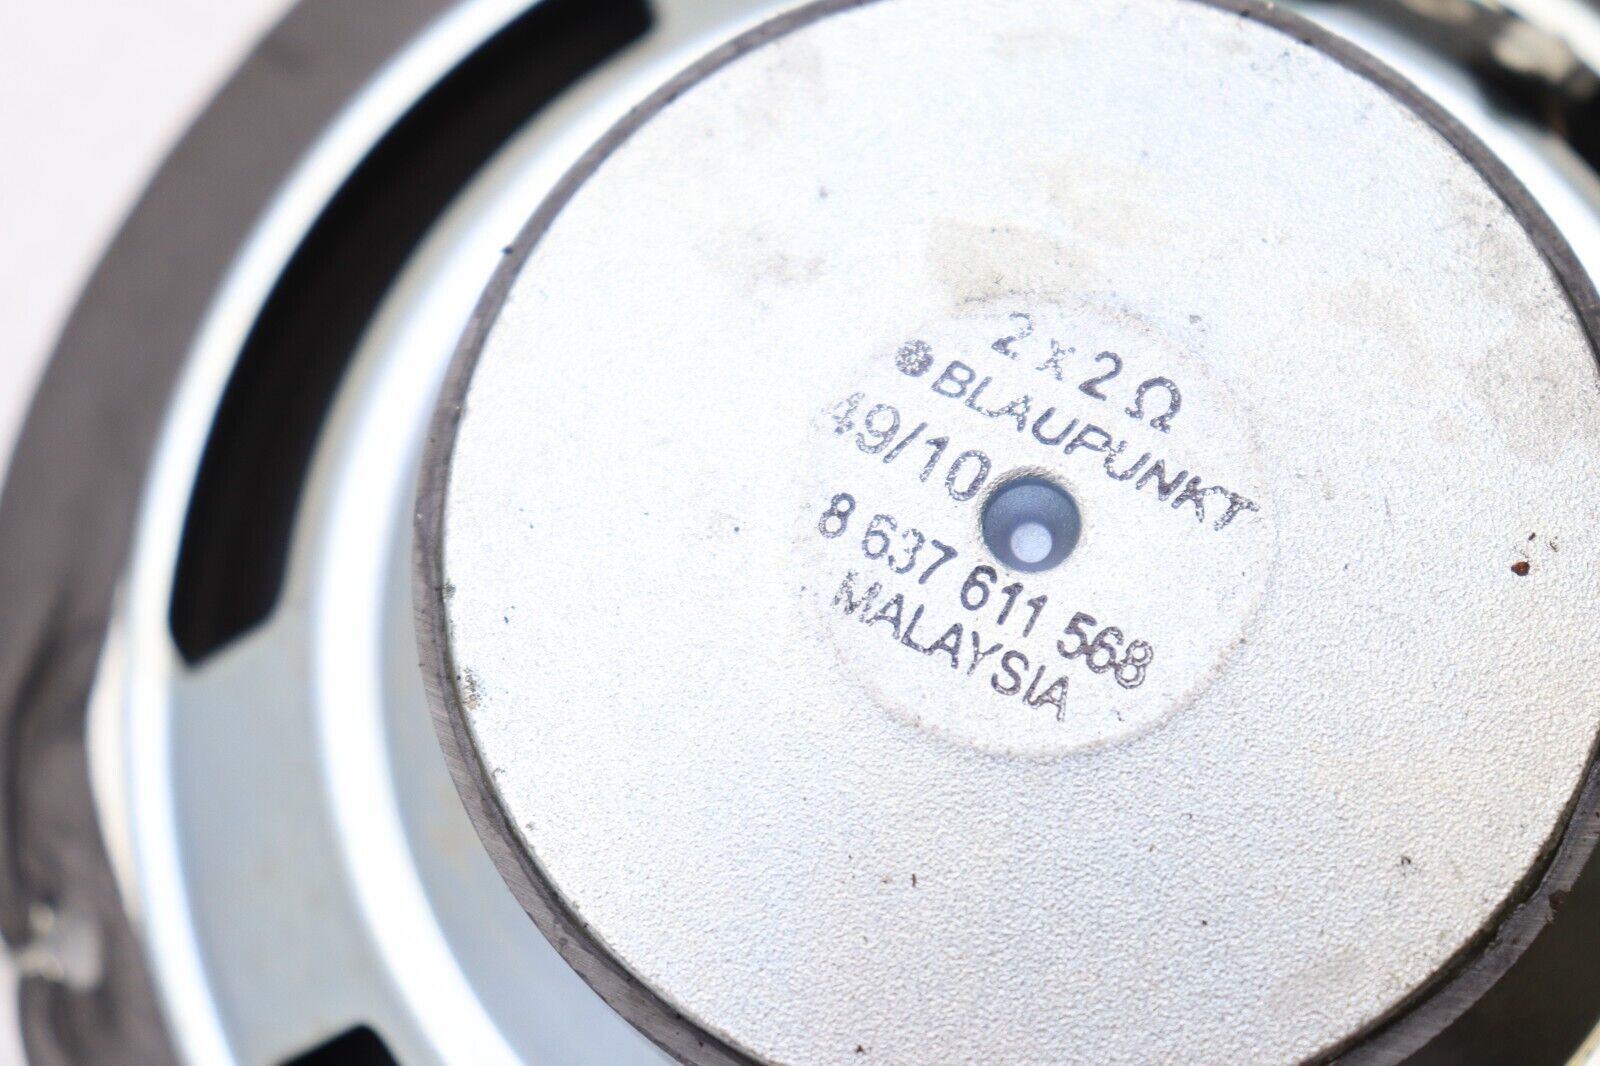 2 x 2 Ω
BLAUPUNKT
49/10
8 637 611 568
MALAYSIA